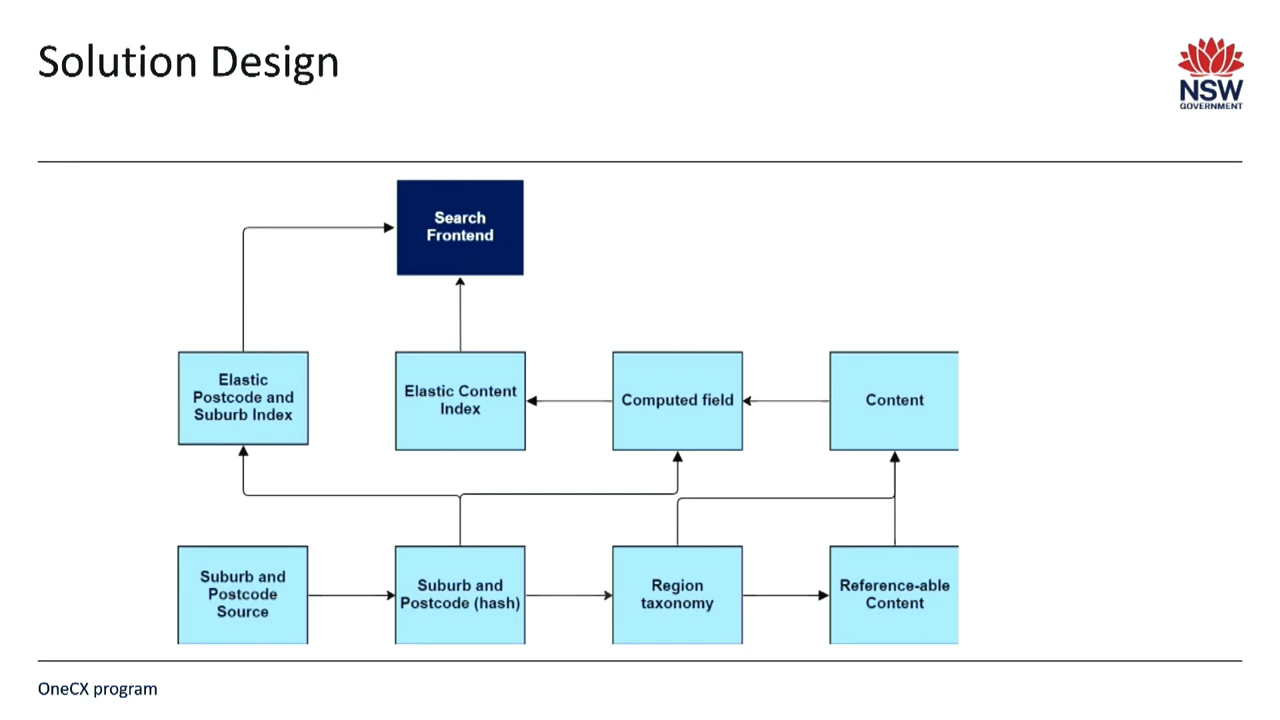 Solution Design
NSW
GOVERNMENT
Search
Frontend
Elastic
Postcode and
Suburb Index
Elastic Content
Index
Computed field
Content
Suburb and
Postcode
Source
Suburb and
Postcode (hash)
Region
taxonomy
Reference-able
Content
OneCX program